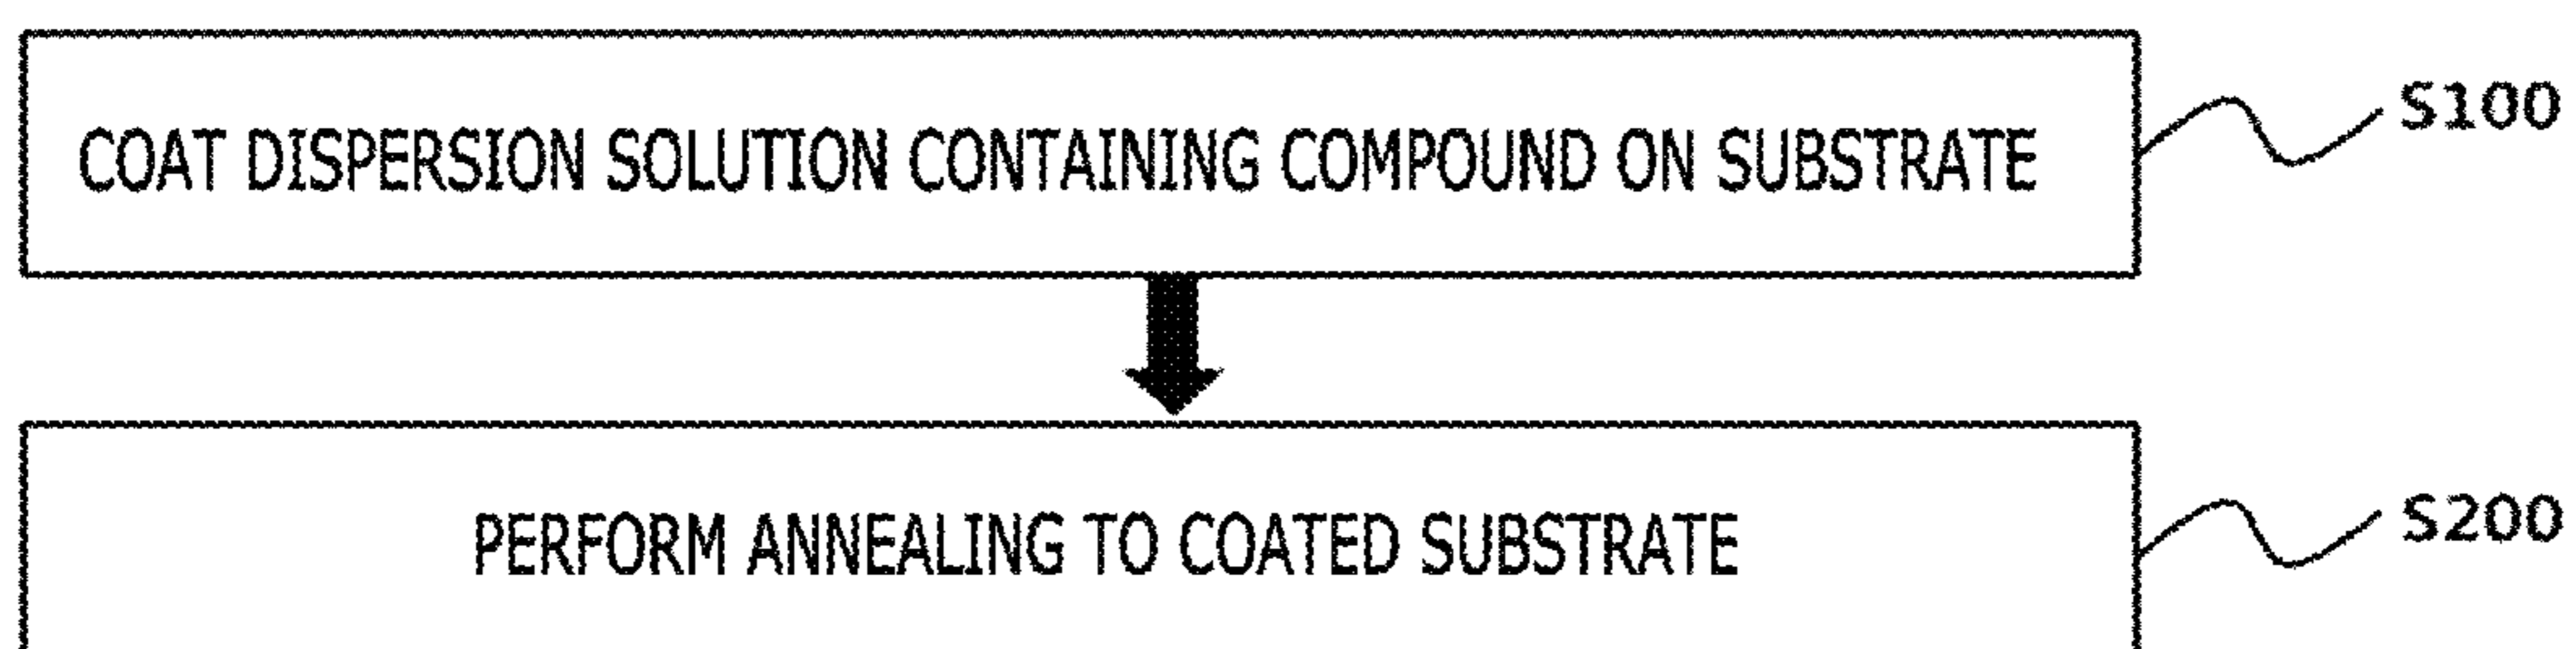 COAT DISPERSION SOLUTION CONTAINING COMPOUND ON SUBSTRATE
S100
PERFORM ANNEALING TO COATED SUBSTRATE
S200